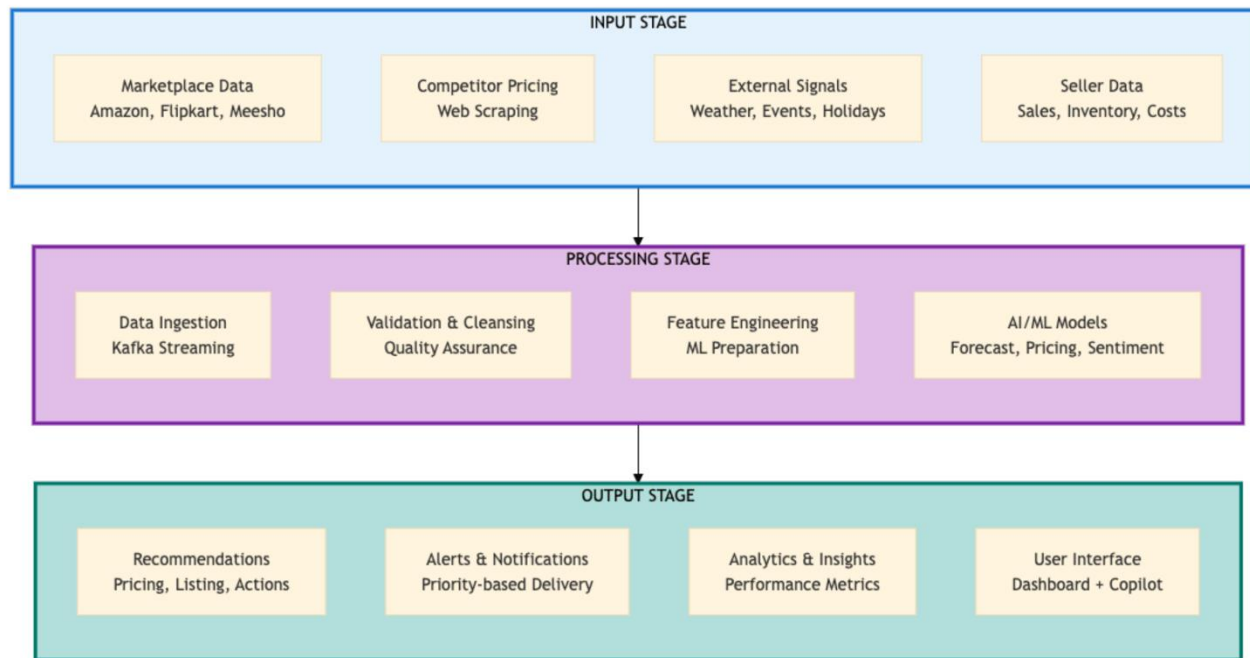 INPUT STAGE
Marketplace Data
Amazon, Flipkart, Meesho
Competitor Pricing
Web Scraping
External Signals
Weather, Events, Holidays
Seller Data
Sales, Inventory, Costs
PROCESSING STAGE
Data Ingestion
Kafka Streaming
Validation & Cleansing
Quality Assurance
Feature Engineering
ML Preparation
AI/ML Models
Forecast, Pricing, Sentiment
OUTPUT STAGE
Recommendations
Pricing, Listing, Actions
Alerts & Notifications
Priority-based Delivery
Analytics & Insights
Performance Metrics
User Interface
Dashboard + Copilot